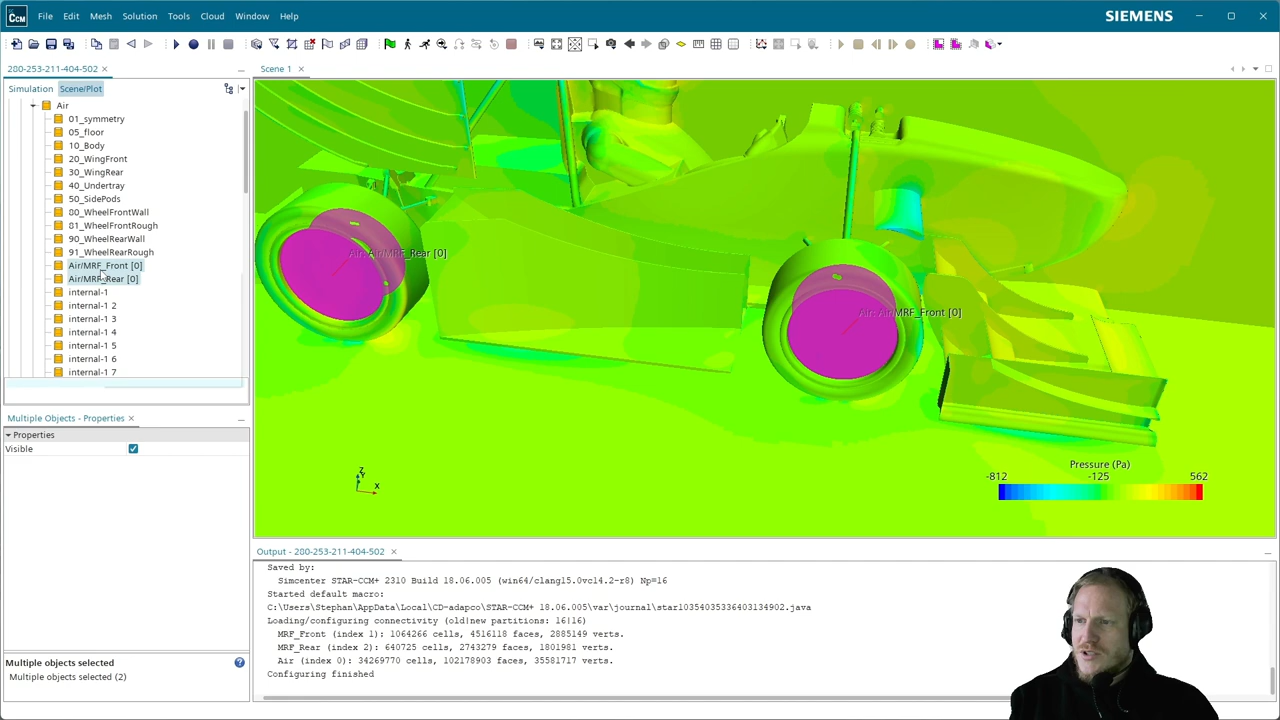 CCM File Edit Mesh Solution Tools Cloud Window Help SIEMENS
280-253-211-404-502
Scene 1
Simulation Scene/Plot
Air
01_symmetry
05_floor
10_Body
20_WingFront
30_WingRear
40_Undertray
50_SidePods
80_WheelFrontWall
81_WheelFrontRough
90_WheelRearWall
91_WheelRearRough
Air/MRF_Front [0]
Air/MRF_Rear [0]
internal-1
internal-1 2
internal-1 3
internal-1 4
internal-1 5
internal-1 6
internal-1 7
Air: Air/MRF_Rear [0]
Air: Air/MRF_Front [0]
Z
Y
X
Pressure (Pa)
-812 -125 562
Multiple Objects - Properties
Properties
Visible
Multiple objects selected
Multiple objects selected (2)
Output - 280-253-211-404-502
Saved by:
Simcenter STAR-CCM+ 2310 Build 18.06.005 (win64/clang15.0vc14.2-r8) Np=16
Started default macro:
C:\Users\Stephan\AppData\Local\CD-adapco\STAR-CCM+ 18.06.005\var\journal\star10354035336403134902.java
Loading/configuring connectivity (old|new partitions: 16|16)
MRF_Front (index 1): 1064266 cells, 4516118 faces, 2885149 verts.
MRF_Rear (index 2): 640725 cells, 2743279 faces, 1801981 verts.
Air (index 0): 34269770 cells, 102178903 faces, 35581717 verts.
Configuring finished